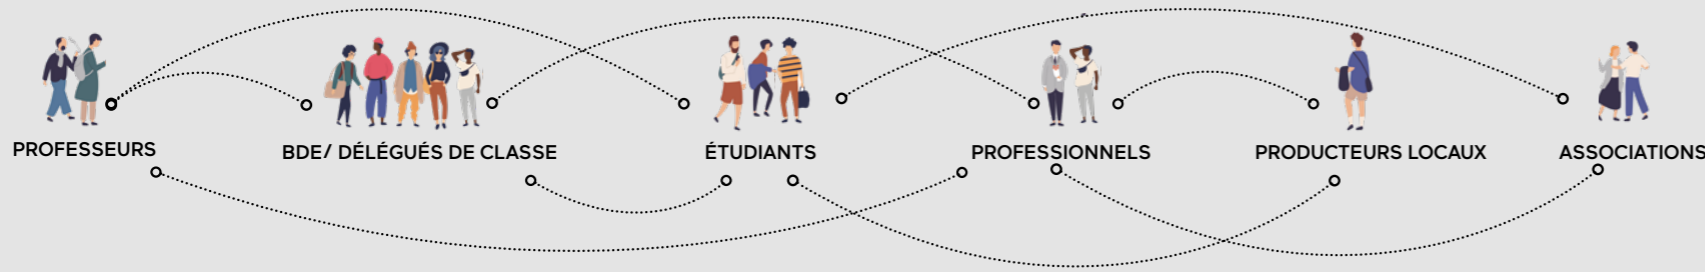 PROFESSEURS
BDE/ DÉLÉGUÉS DE CLASSE
ÉTUDIANTS
PROFESSIONNELS
PRODUCTEURS LOCAUX
ASSOCIATIONS